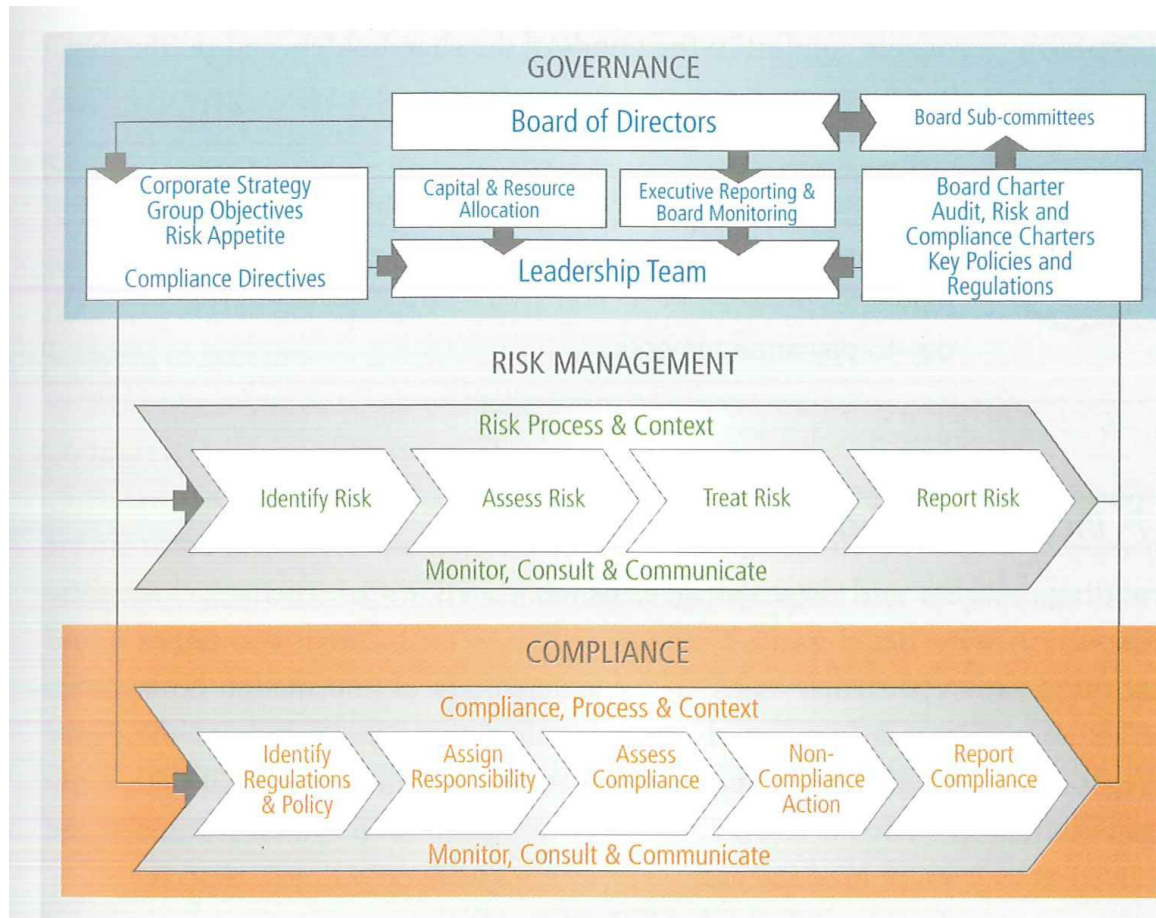 GOVERNANCE
Board of Directors
Board Sub-committees
Corporate Strategy
Group Objectives
Risk Appetite
Compliance Directives
Capital & Resource
Allocation
Executive Reporting &
Board Monitoring
Board Charter
Audit, Risk and
Compliance Charters
Key Policies and
Regulations
Leadership Team
RISK MANAGEMENT
Risk Process & Context
Identify Risk
Assess Risk
Treat Risk
Report Risk
Monitor, Consult & Communicate
COMPLIANCE
Compliance, Process & Context
Identify
Regulations
& Policy
Assign
Responsibility
Assess
Compliance
Non-
Compliance
Action
Report
Compliance
Monitor, Consult & Communicate